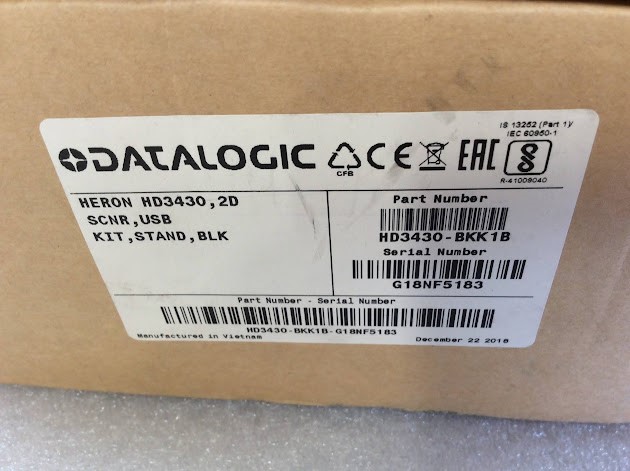 DATALOGIC
CFB
CE
EAC
IS 13252 (Part 1)/
IEC 60950-1
R-41009040
HERON HD3430,2D
SCNR,USB
KIT,STAND,BLK
Part Number
HD3430-BKK1B
Serial Number
G18NF5183
Part Number - Serial Number
HD3430-BKK1B-G18NF5183
Manufactured in Vietnam
December 22 2018